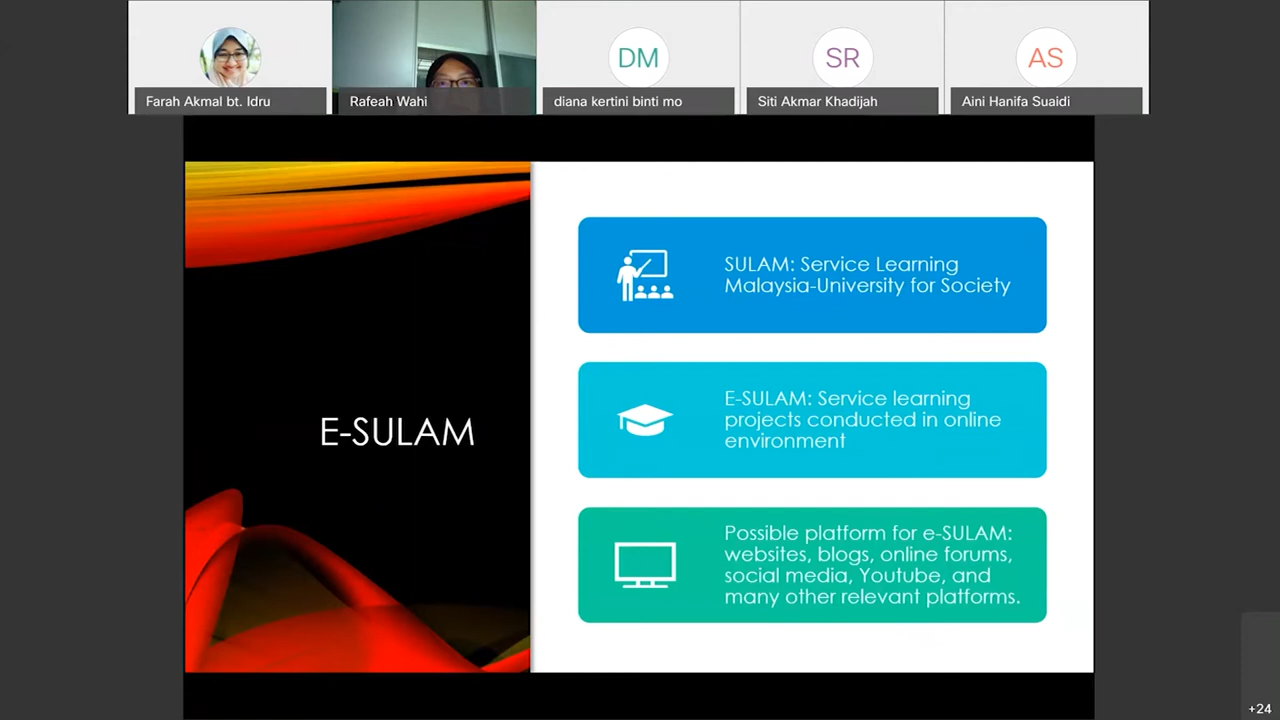 DM
SR
AS
Farah Akmal bt. Idru
Rafeah Wahi
diana kertini binti mo
Siti Akmar Khadijah
Aini Hanifa Suaidi
E-SULAM
SULAM: Service Learning
Malaysia-University for Society
E-SULAM: Service learning
projects conducted in online
environment
Possible platform for e-SULAM:
websites, blogs, online forums,
social media, Youtube, and
many other relevant platforms.
+24